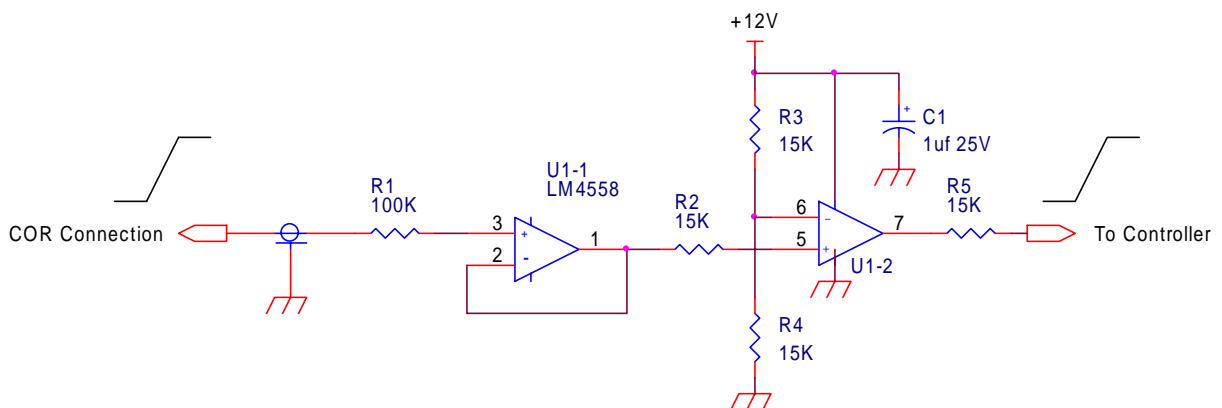 +12V
R3
15K
C1
+
1uf 25V
U1-1
LM4558
R1
100K
R2
15K
R5
15K
COR Connection
3
+
2
-
1
6
-
5
+
7
U1-2
To Controller
R4
15K